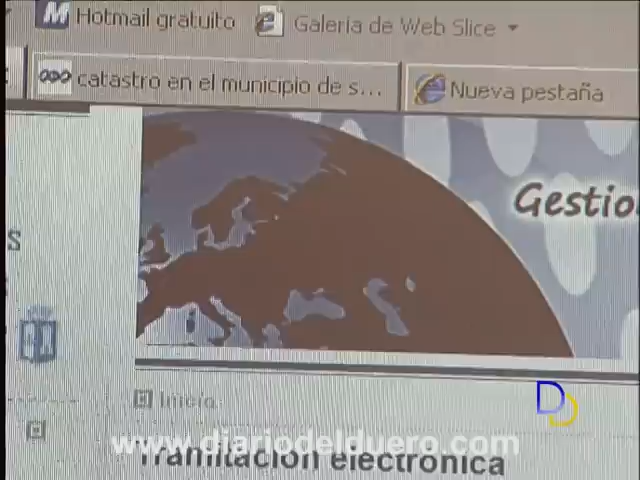 Hotmail gratuito
Galería de Web Slice
catastro en el municipio de s...
Nueva pestaña
Gestio
Inicio
www.diariodelduero.com
Tramitación electrónica